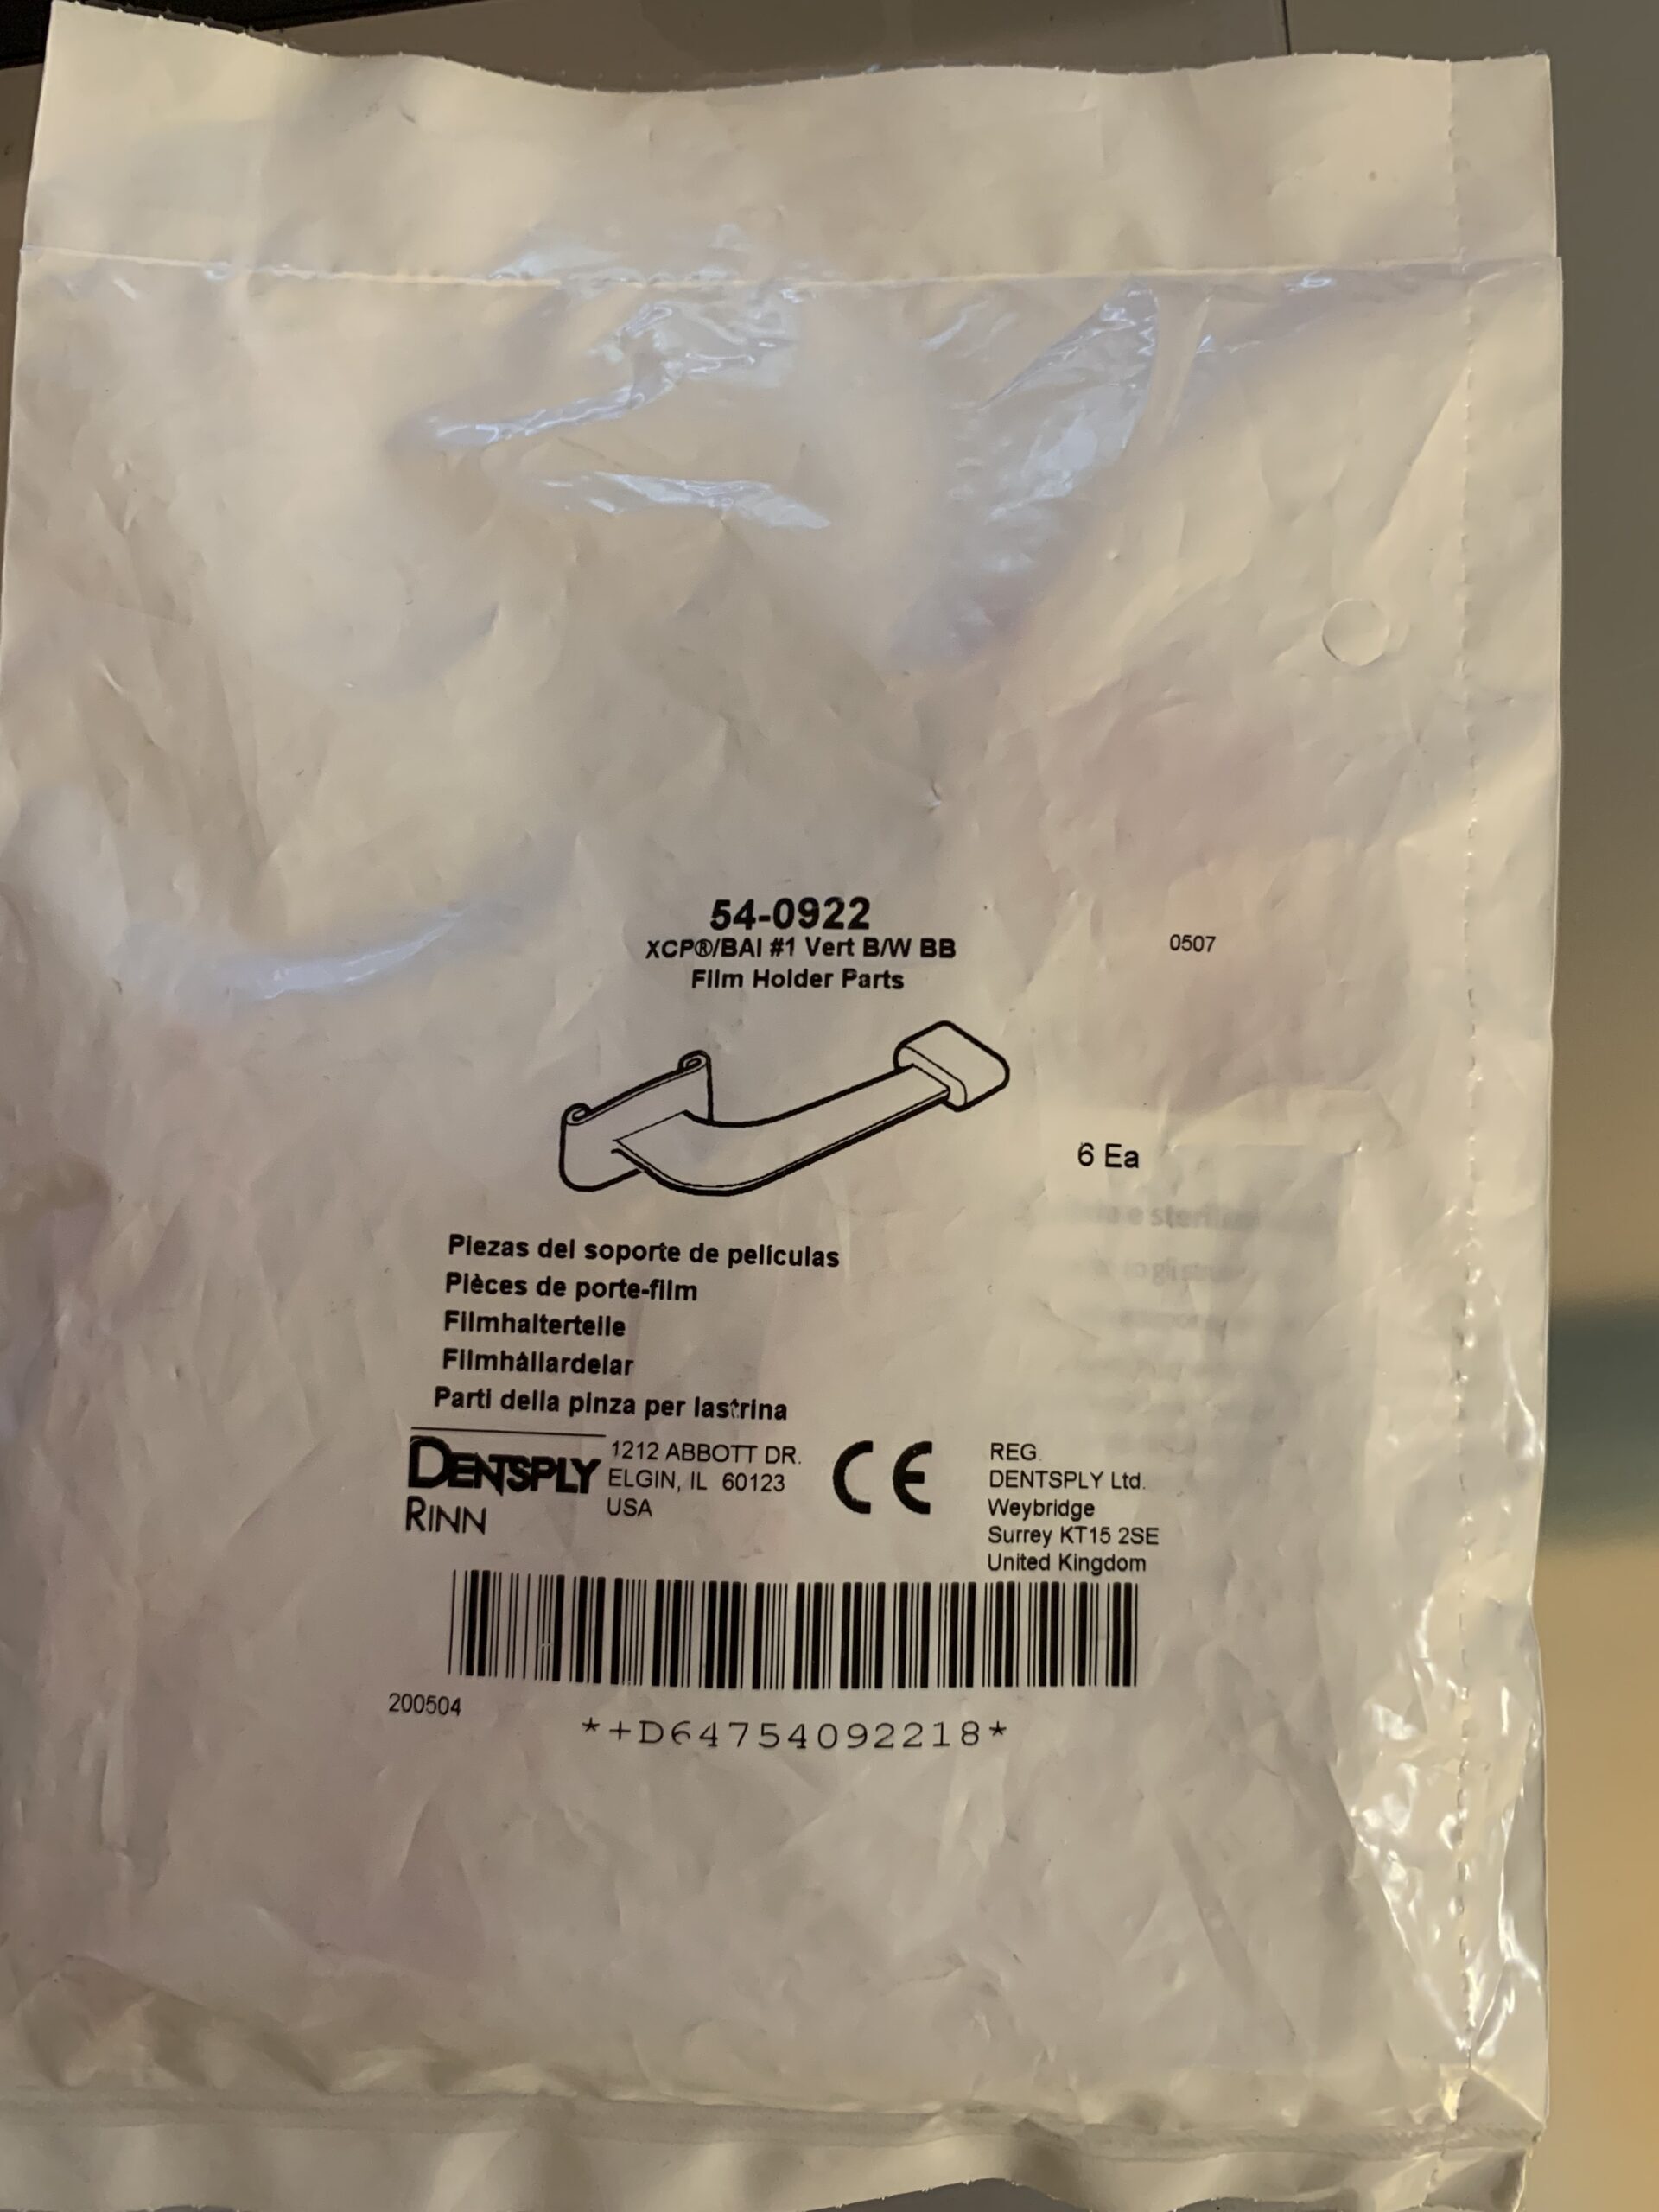 54-0922
XCP®/BAI #1 Vert B/W BB
Film Holder Parts
0507
6 Ea
Piezas del soporte de películas
Pièces de porte-film
Filmhalterteile
Filmhållardelar
Parti della pinza per lastrina
DENTSPLY
RINN
1212 ABBOTT DR.
ELGIN, IL 60123
USA
CE
REG.
DENTSPLY Ltd.
Weybridge
Surrey KT15 2SE
United Kingdom
200504
*+D64754092218*